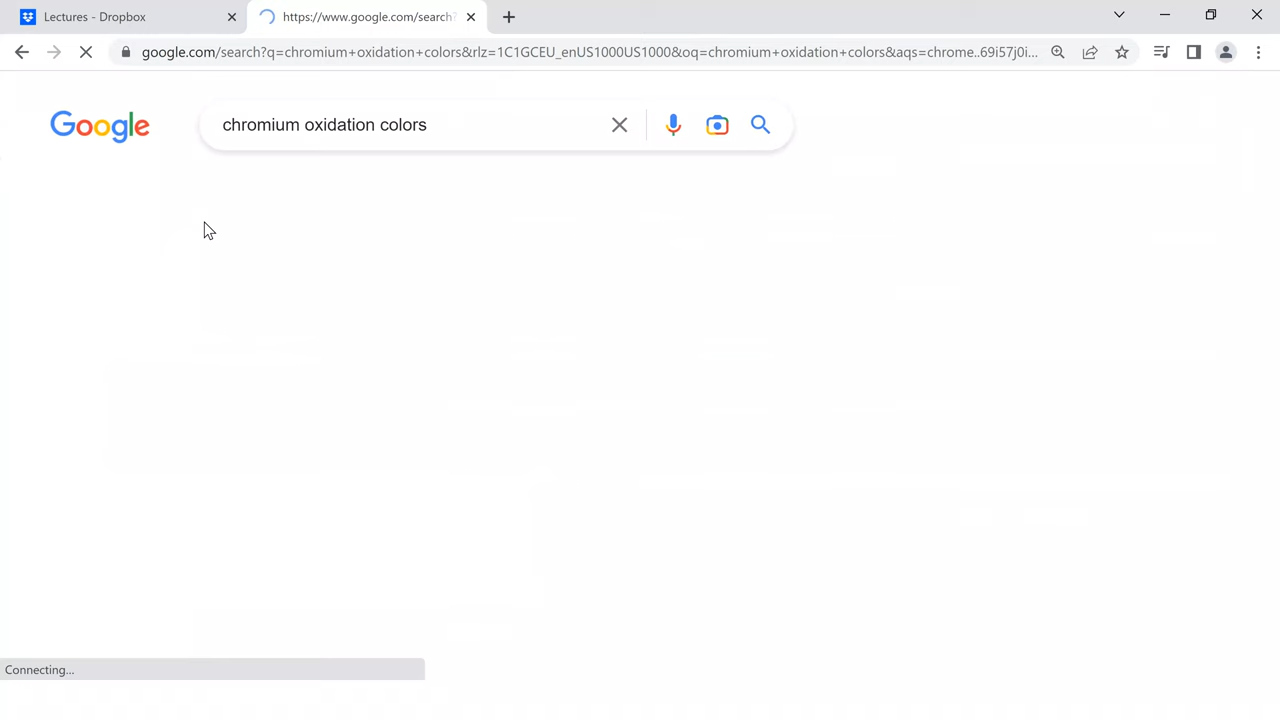 Lectures - Dropbox
https://www.google.com/search?
google.com/search?q=chromium+oxidation+colors&rlz=1C1GCEU_enUS1000US1000&oq=chromium+oxidation+colors&aqs=chrome..69i57j0i...
Google
chromium oxidation colors
Connecting...